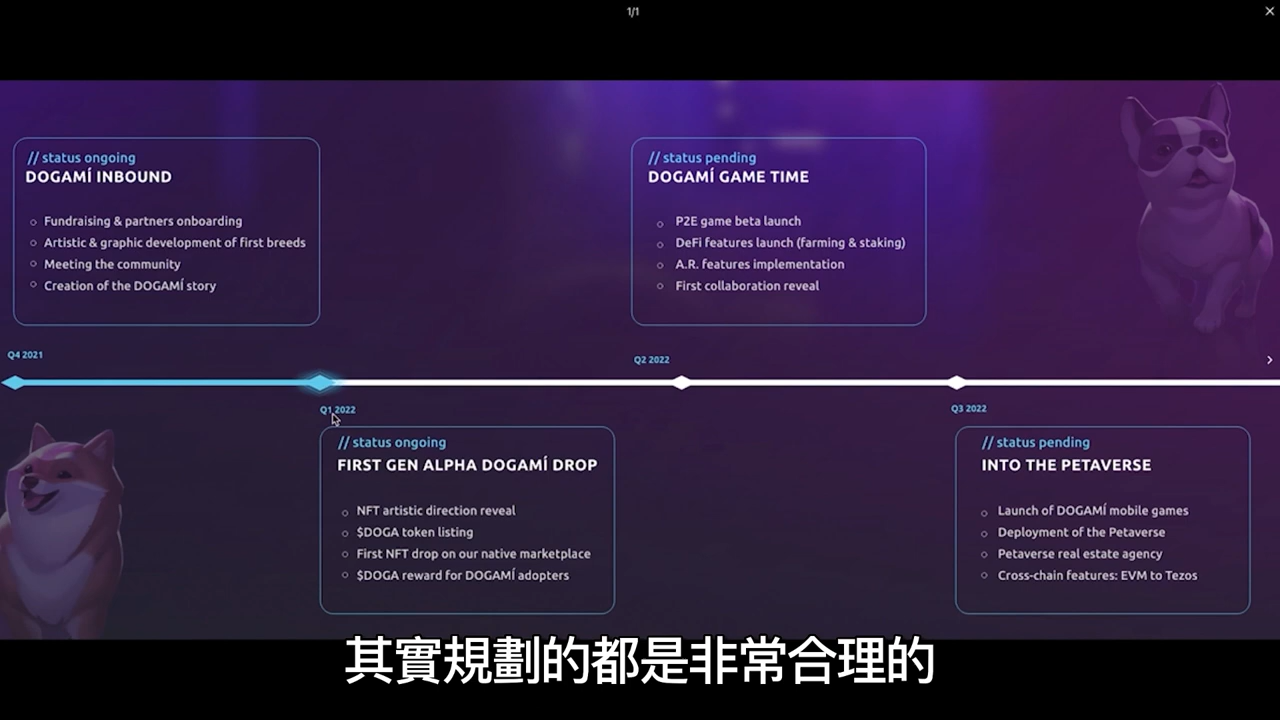 1/1
// status ongoing
DOGAMÍ INBOUND
Fundraising & partners onboarding
Artistic & graphic development of first breeds
Meeting the community
Creation of the DOGAMÍ story
// status pending
DOGAMÍ GAME TIME
P2E game beta launch
DeFi features launch (farming & staking)
A.R. features implementation
First collaboration reveal
Q4 2021
Q2 2022
Q1 2022
Q3 2022
// status ongoing
FIRST GEN ALPHA DOGAMÍ DROP
NFT artistic direction reveal
$DOGA token listing
First NFT drop on our native marketplace
$DOGA reward for DOGAMÍ adopters
// status pending
INTO THE PETAVERSE
Launch of DOGAMÍ mobile games
Deployment of the Petaverse
Petaverse real estate agency
Cross-chain features: EVM to Tezos
其實規劃的都是非常合理的